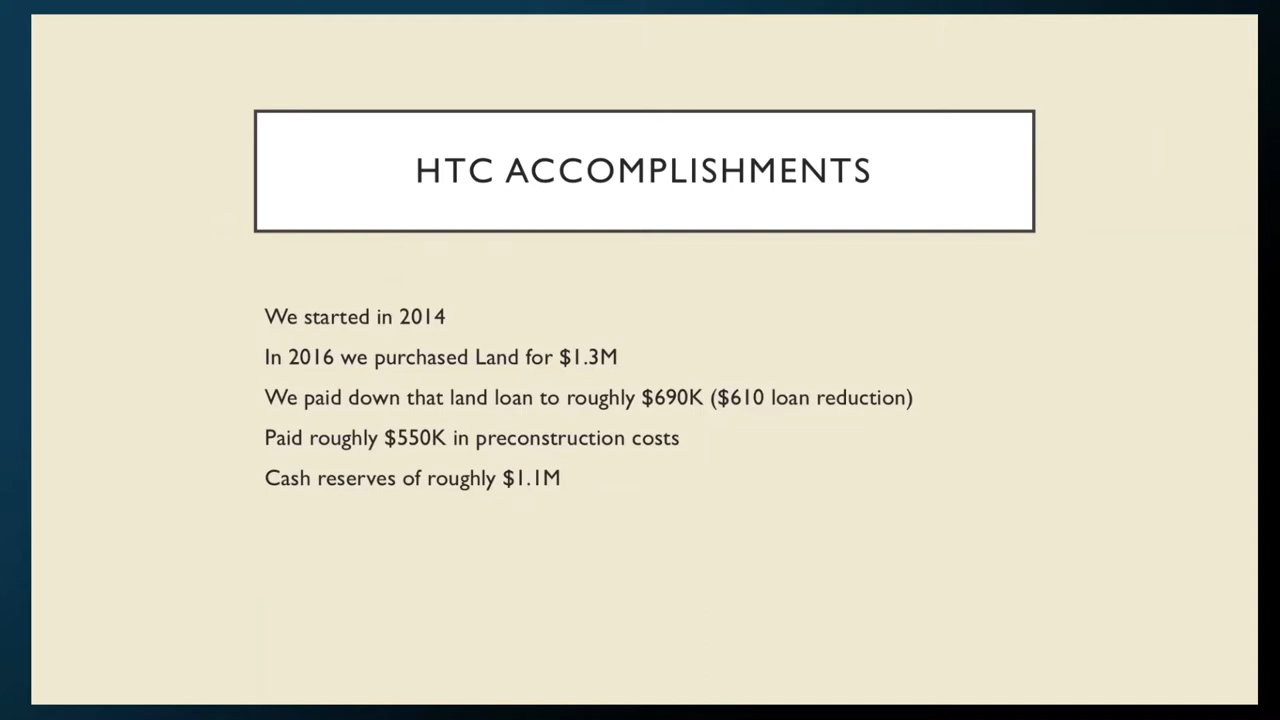 HTC ACCOMPLISHMENTS
We started in 2014
In 2016 we purchased Land for $1.3M
We paid down that land loan to roughly $690K ($610 loan reduction)
Paid roughly $550K in preconstruction costs
Cash reserves of roughly $1.1M